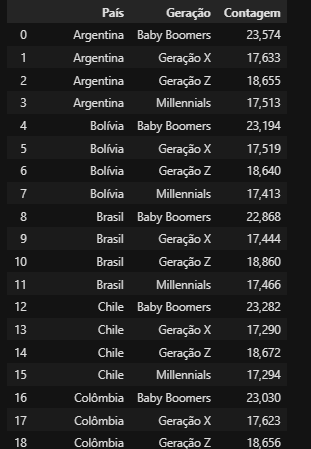 País Geração Contagem
0 Argentina Baby Boomers 23,574
1 Argentina Geração X 17,633
2 Argentina Geração Z 18,655
3 Argentina Millennials 17,513
4 Bolívia Baby Boomers 23,194
5 Bolívia Geração X 17,519
6 Bolívia Geração Z 18,640
7 Bolívia Millennials 17,413
8 Brasil Baby Boomers 22,868
9 Brasil Geração X 17,444
10 Brasil Geração Z 18,860
11 Brasil Millennials 17,466
12 Chile Baby Boomers 23,282
13 Chile Geração X 17,290
14 Chile Geração Z 18,672
15 Chile Millennials 17,294
16 Colômbia Baby Boomers 23,030
17 Colômbia Geração X 17,623
18 Colômbia Geração Z 18,656